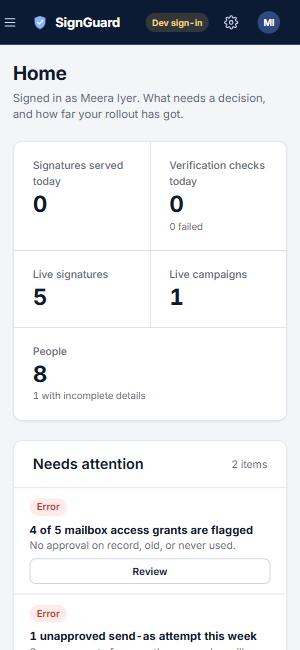 SignGuard
Dev sign-in
MI
Home
Signed in as Meera Iyer. What needs a decision,
and how far your rollout has got.
Signatures served
today
0
Verification checks
today
0
0 failed
Live signatures
5
Live campaigns
1
People
8
1 with incomplete details
Needs attention
2 items
Error
4 of 5 mailbox access grants are flagged
No approval on record, old, or never used.
Review
Error
1 unapproved send-as attempt this week